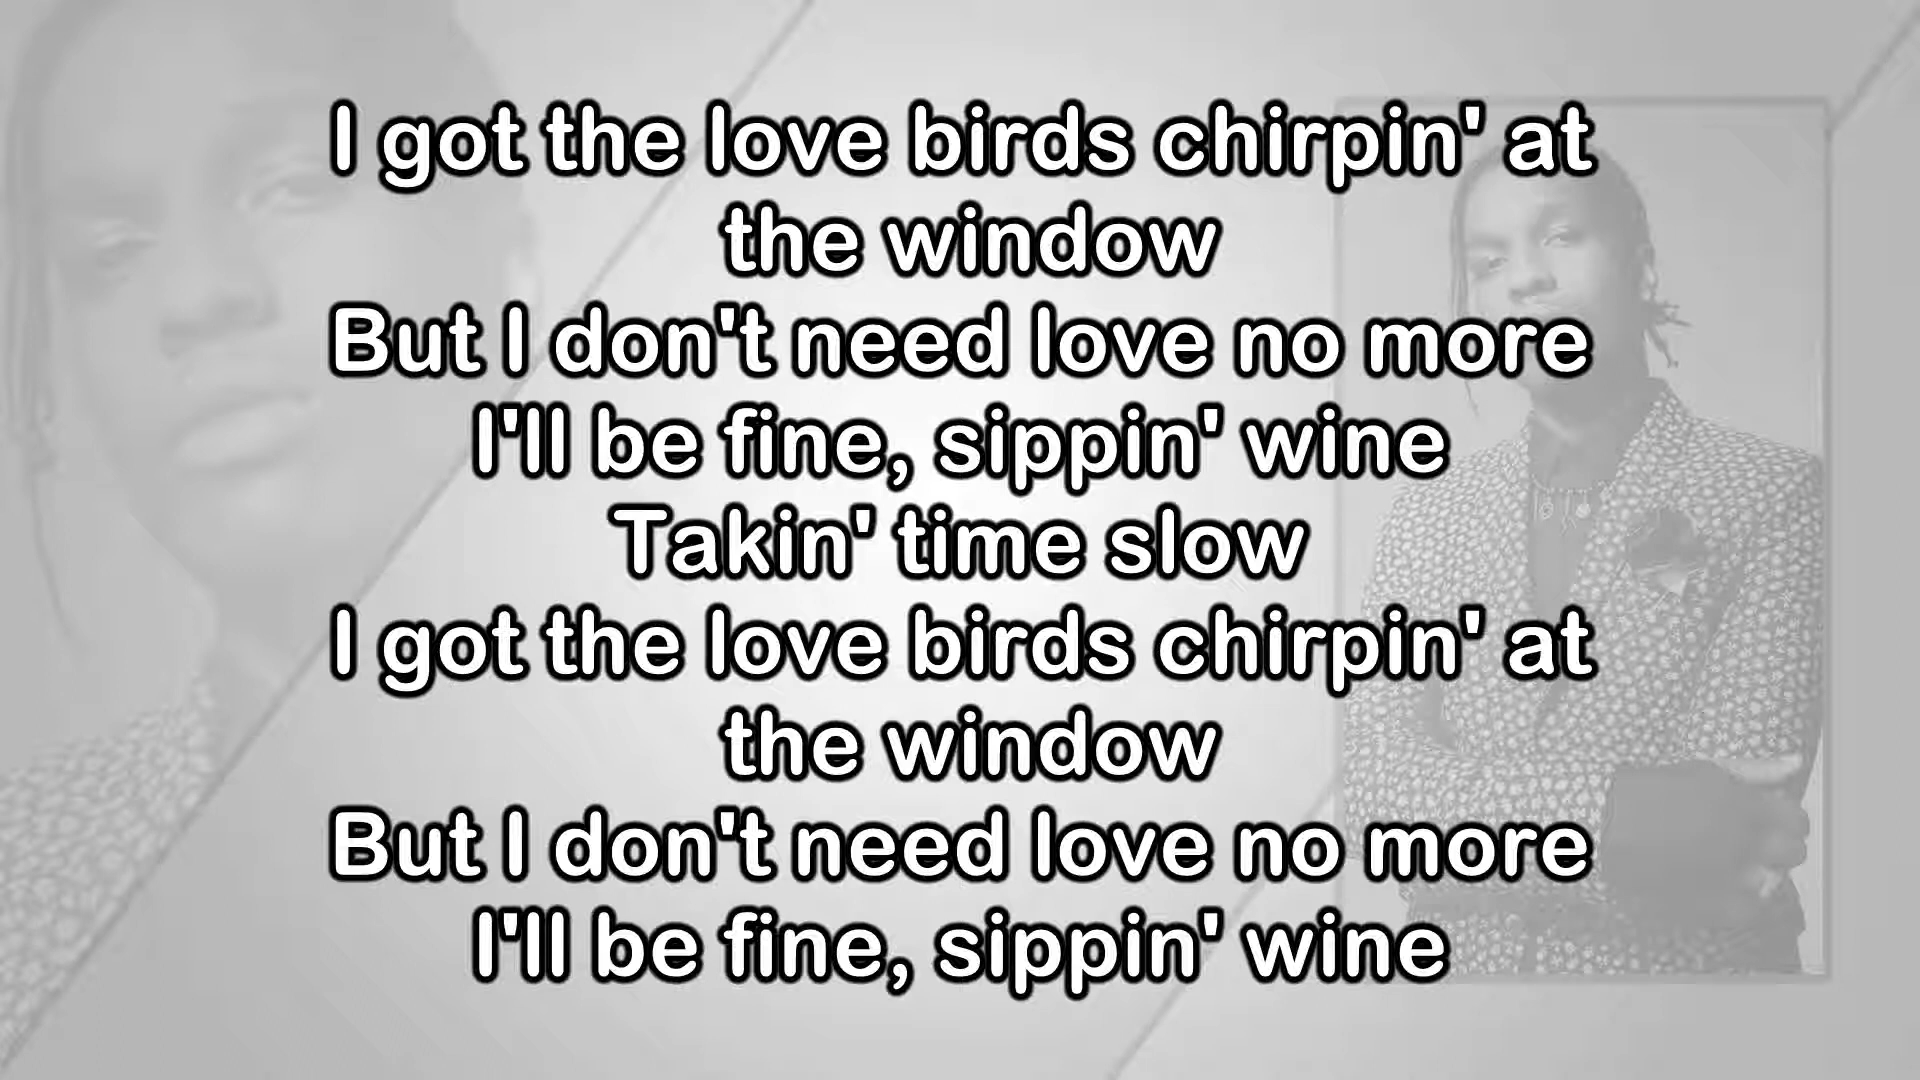 I got the love birds chirpin' at
the window
But I don't need love no more
I'll be fine, sippin' wine
Takin' time slow
I got the love birds chirpin' at
the window
But I don't need love no more
I'll be fine, sippin' wine